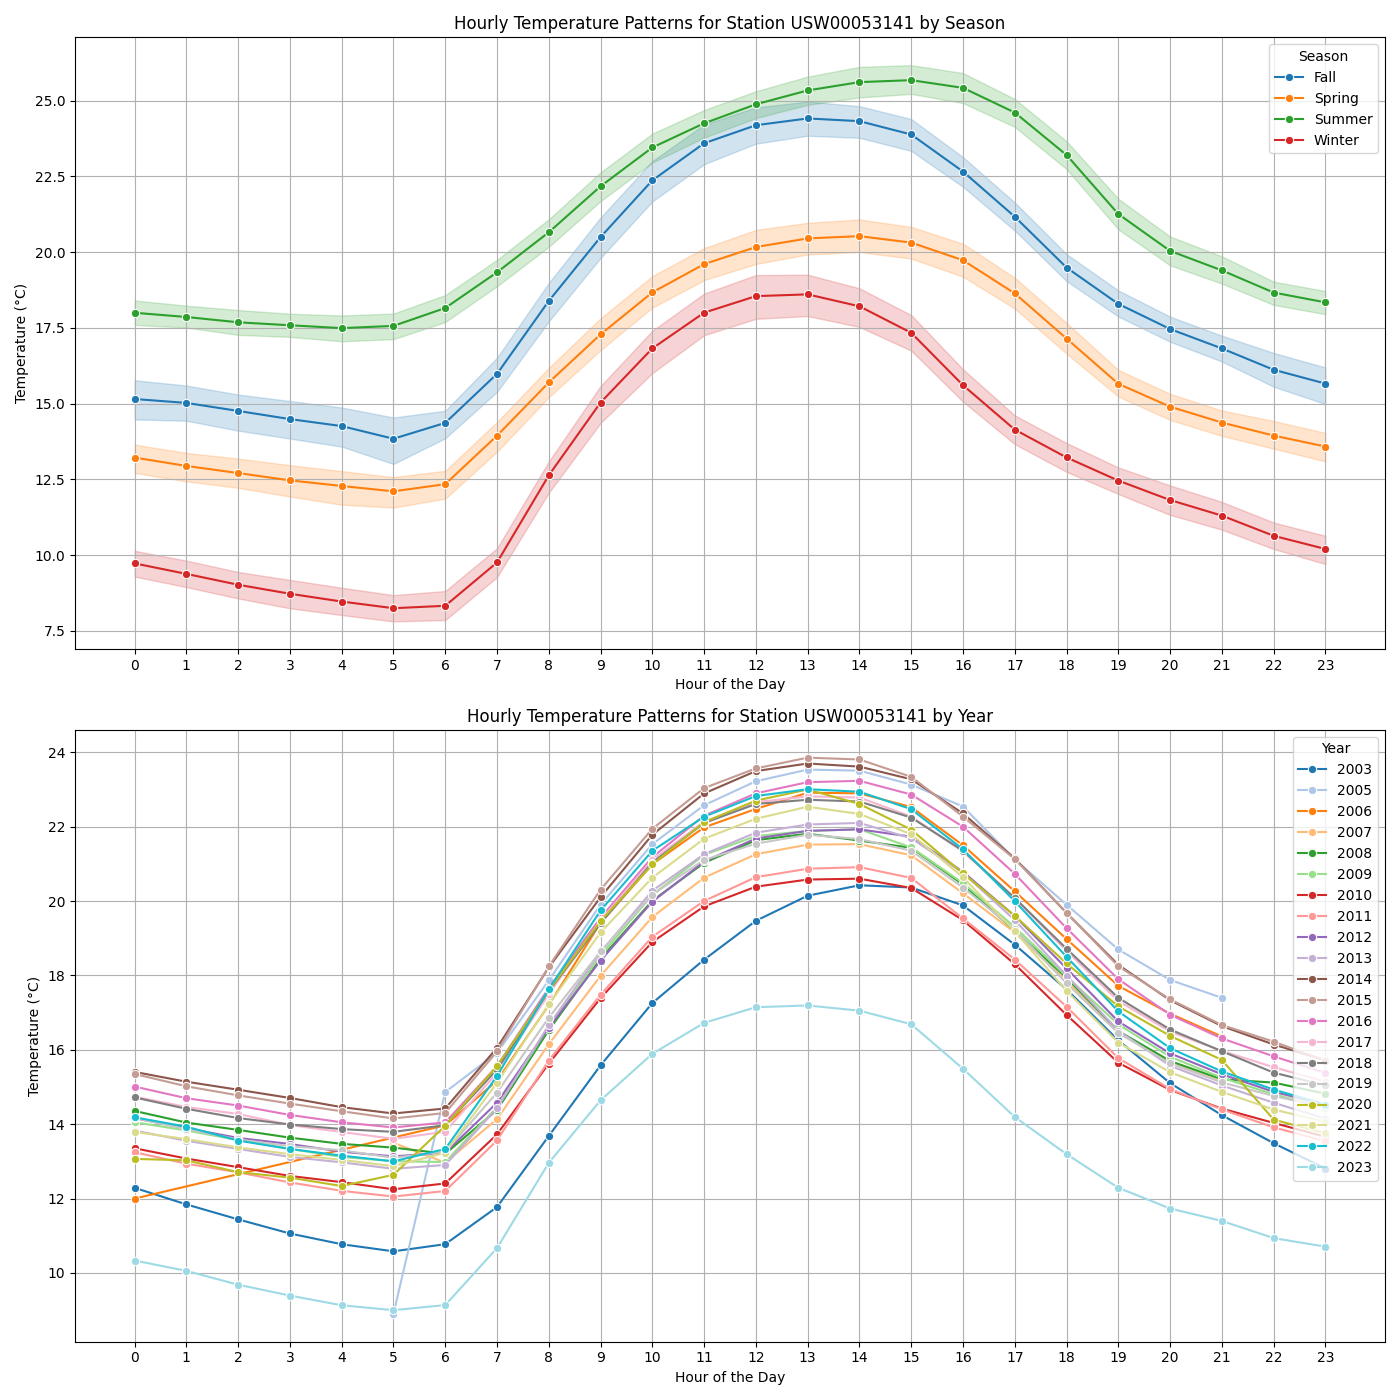 Hourly Temperature Patterns for Station USW00053141 by Season
Season
Fall
Spring
Summer
Winter
Temperature (°C)
25.0
22.5
20.0
17.5
15.0
12.5
10.0
7.5
0 1 2 3 4 5 6 7 8 9 10 11 12 13 14 15 16 17 18 19 20 21 22 23
Hour of the Day
Hourly Temperature Patterns for Station USW00053141 by Year
Year
2003
2005
2006
2007
2008
2009
2010
2011
2012
2013
2014
2015
2016
2017
2018
2019
2020
2021
2022
2023
Temperature (°C)
24
22
20
18
16
14
12
10
0 1 2 3 4 5 6 7 8 9 10 11 12 13 14 15 16 17 18 19 20 21 22 23
Hour of the Day